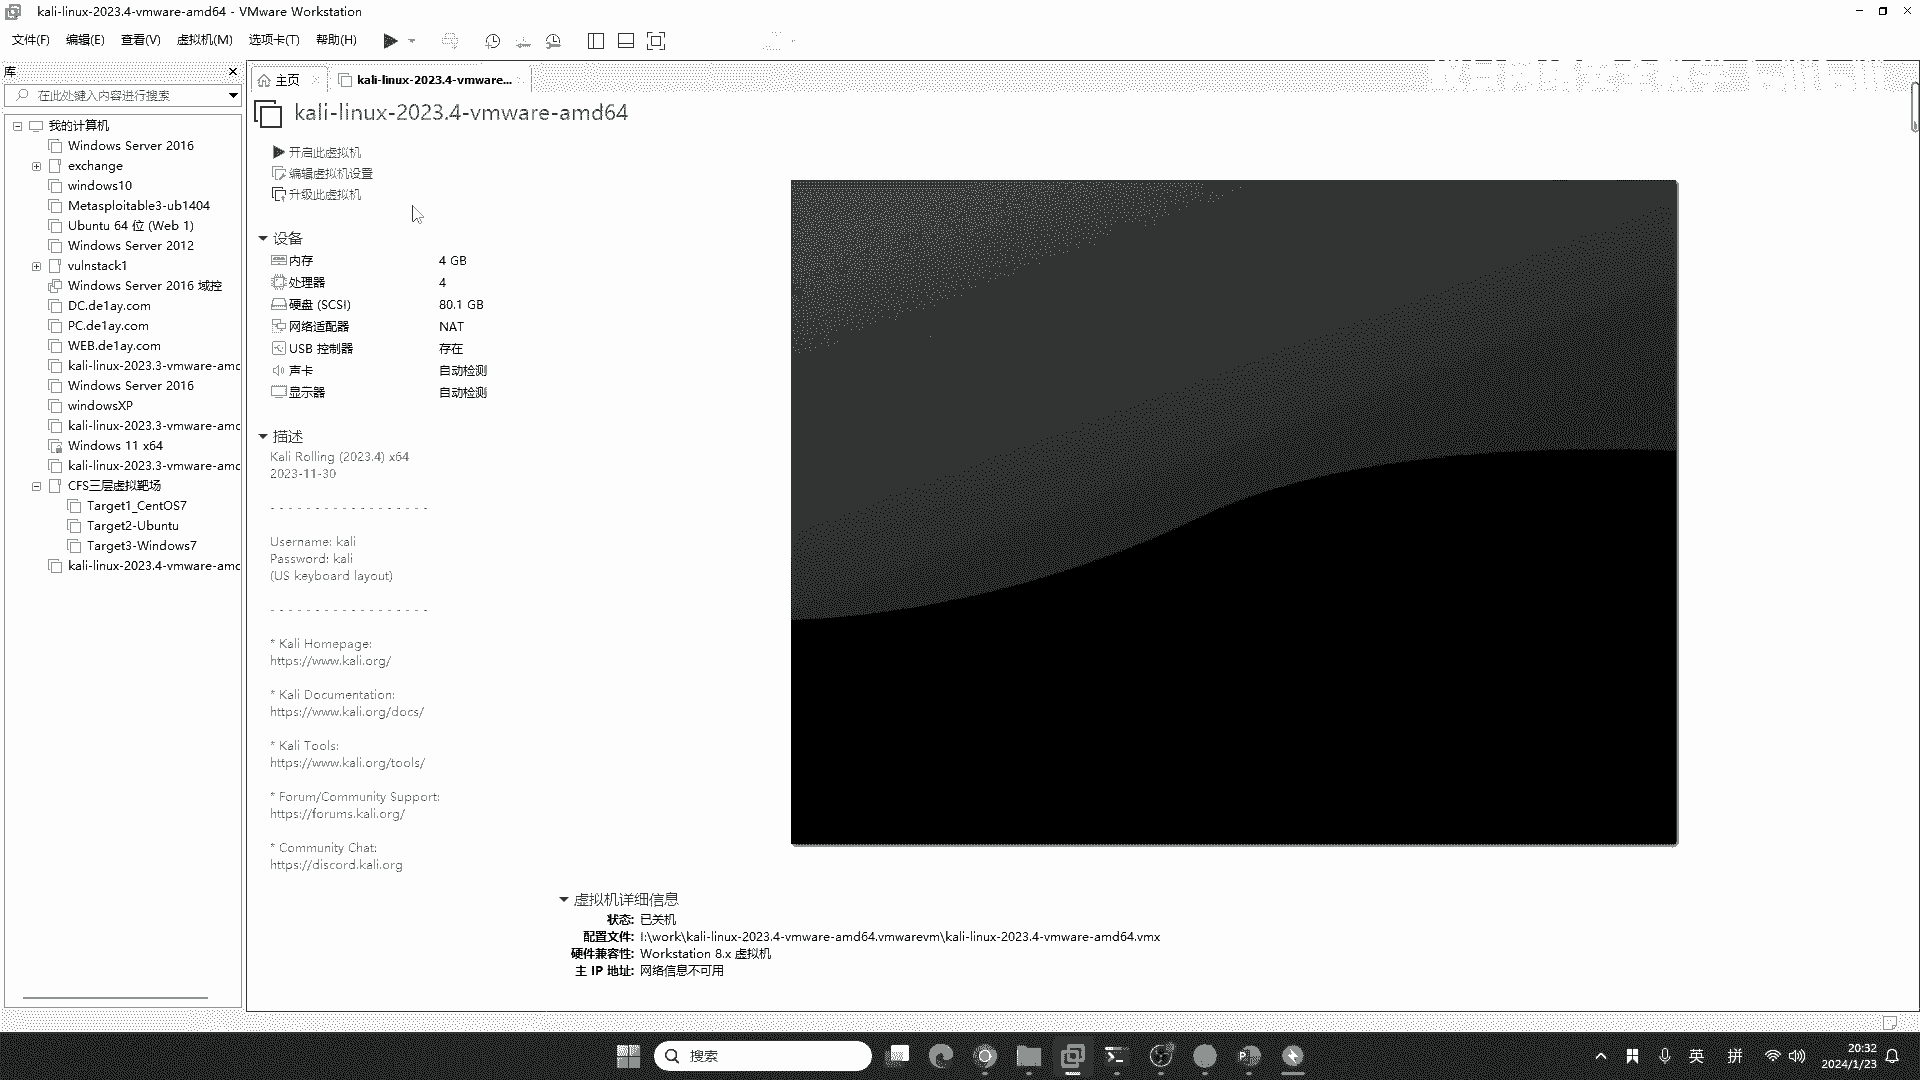 kali-linux-2023.4-vmware-amd64 - VMware Workstation
文件(F) 编辑(E) 查看(V) 虚拟机(M) 选项卡(T) 帮助(H)
库
在此处键入内容进行搜索
我的计算机
Windows Server 2016
exchange
windows10
Metasploitable3-ub1404
Ubuntu 64 位 (Web 1)
Windows Server 2012
vulnstack1
Windows Server 2016 域控
DC.de1ay.com
PC.de1ay.com
WEB.de1ay.com
kali-linux-2023.3-vmware-amd
Windows Server 2016
windowsXP
kali-linux-2023.3-vmware-amd
Windows 11 x64
kali-linux-2023.3-vmware-amd
CFS三层虚拟靶场
Target1_CentOS7
Target2-Ubuntu
Target3-Windows7
kali-linux-2023.4-vmware-amd
主页
kali-linux-2023.4-vmware...
kali-linux-2023.4-vmware-amd64
开启此虚拟机
编辑虚拟机设置
升级此虚拟机
设备
内存 4 GB
处理器 4
硬盘 (SCSI) 80.1 GB
网络适配器 NAT
USB 控制器 存在
声卡 自动检测
显示器 自动检测
描述
Kali Rolling (2023.4) x64
2023-11-30
- - - - - - - - - - - - - - - - - -
Username: kali
Password: kali
(US keyboard layout)
- - - - - - - - - - - - - - - - - -
* Kali Homepage:
https://www.kali.org/
* Kali Documentation:
https://www.kali.org/docs/
* Kali Tools:
https://www.kali.org/tools/
* Forum/Community Support:
https://forums.kali.org/
* Community Chat:
https://discord.kali.org
虚拟机详细信息
状态: 已关机
配置文件: I:\work\kali-linux-2023.4-vmware-amd64.vmwarevm\kali-linux-2023.4-vmware-amd64.vmx
硬件兼容性: Workstation 8.x 虚拟机
主 IP 地址: 网络信息不可用
搜索
英
拼
20:32
2024/1/23